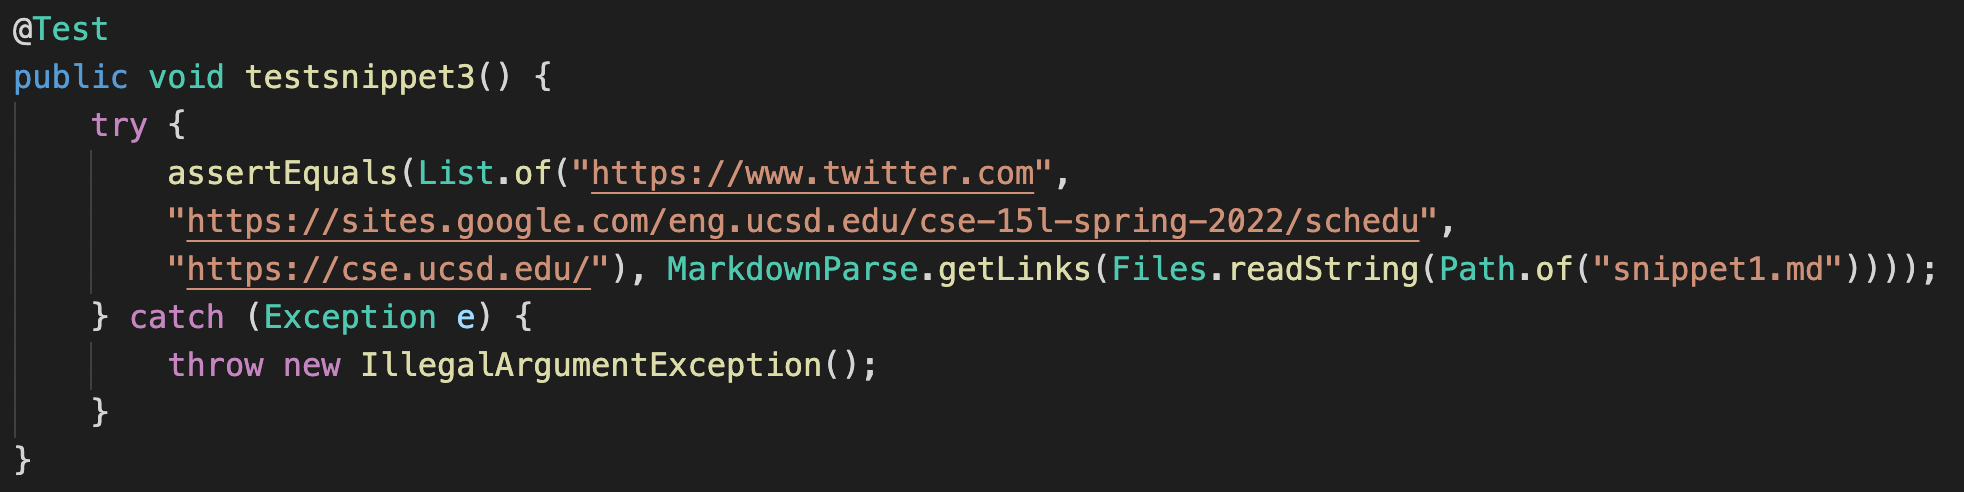 @Test
public void testsnippet3() {
    try {
        assertEquals(List.of("https://www.twitter.com",
        "https://sites.google.com/eng.ucsd.edu/cse-15l-spring-2022/schedu",
        "https://cse.ucsd.edu/"), MarkdownParse.getLinks(Files.readString(Path.of("snippet1.md"))));
    } catch (Exception e) {
        throw new IllegalArgumentException();
    }
}